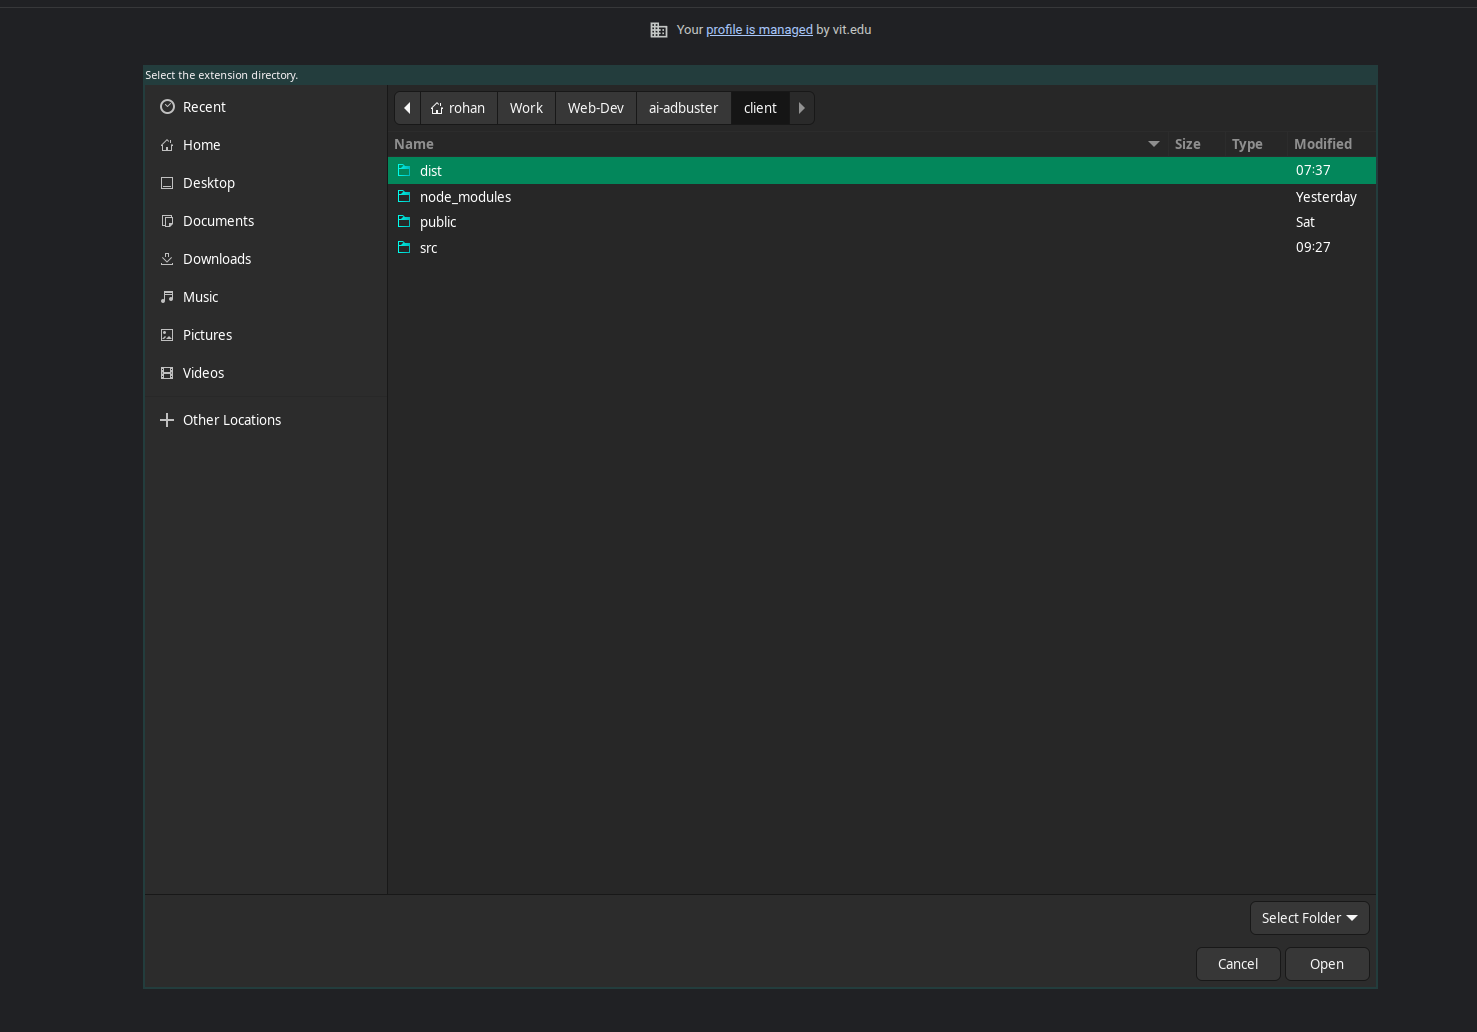 Your profile is managed by vit.edu
Select the extension directory.
Recent
Home
Desktop
Documents
Downloads
Music
Pictures
Videos
Other Locations
rohan Work Web-Dev ai-adbuster client
Name Size Type Modified
dist 07:37
node_modules Yesterday
public Sat
src 09:27
Select Folder
Cancel Open